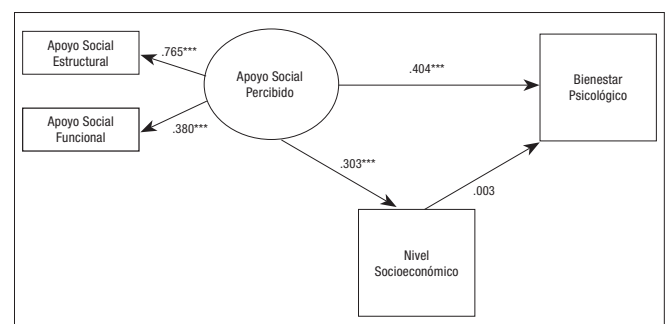 Apoyo Social
Estructural
.765***
Apoyo Social
Percibido
.404***
Bienestar
Psicológico
Apoyo Social
Funcional
.380***
.303***
.003
Nivel
Socioeconómico